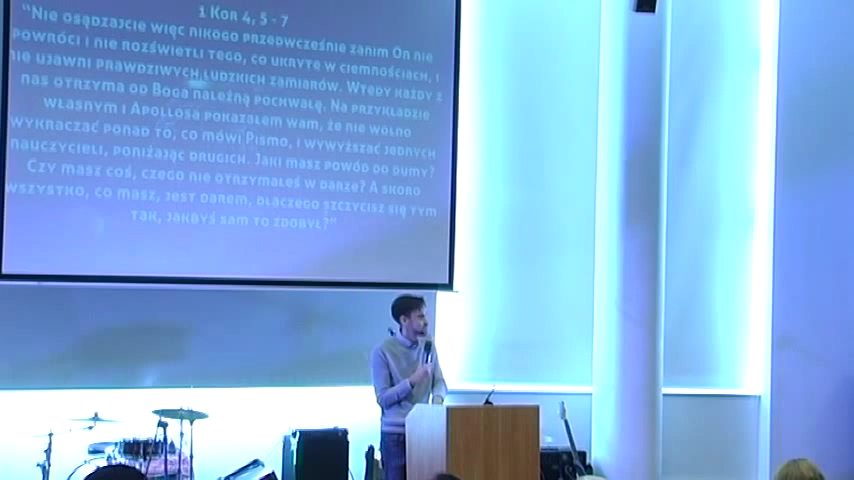 1 Kor 4, 5 - 7
"Nie osądzajcie więc nikogo przedwcześnie zanim On nie
powróci i nie rozświetli tego, co ukryte w ciemnościach, i
nie ujawni prawdziwych ludzkich zamiarów. Wtedy każdy z
nas otrzyma od Boga należną pochwałę. Na przykładzie
własnym i Apollosa pokazałem wam, że nie wolno
wykraczać ponad to, co mówi Pismo, i wywyższać jednych
nauczycieli, poniżając drugich. Jaki masz powód do dumy?
Czy masz coś, czego nie otrzymałeś w darze? A skoro
wszystko, co masz, jest darem, dlaczego szczycisz się tym
tak, jakbyś sam to zdobył?"